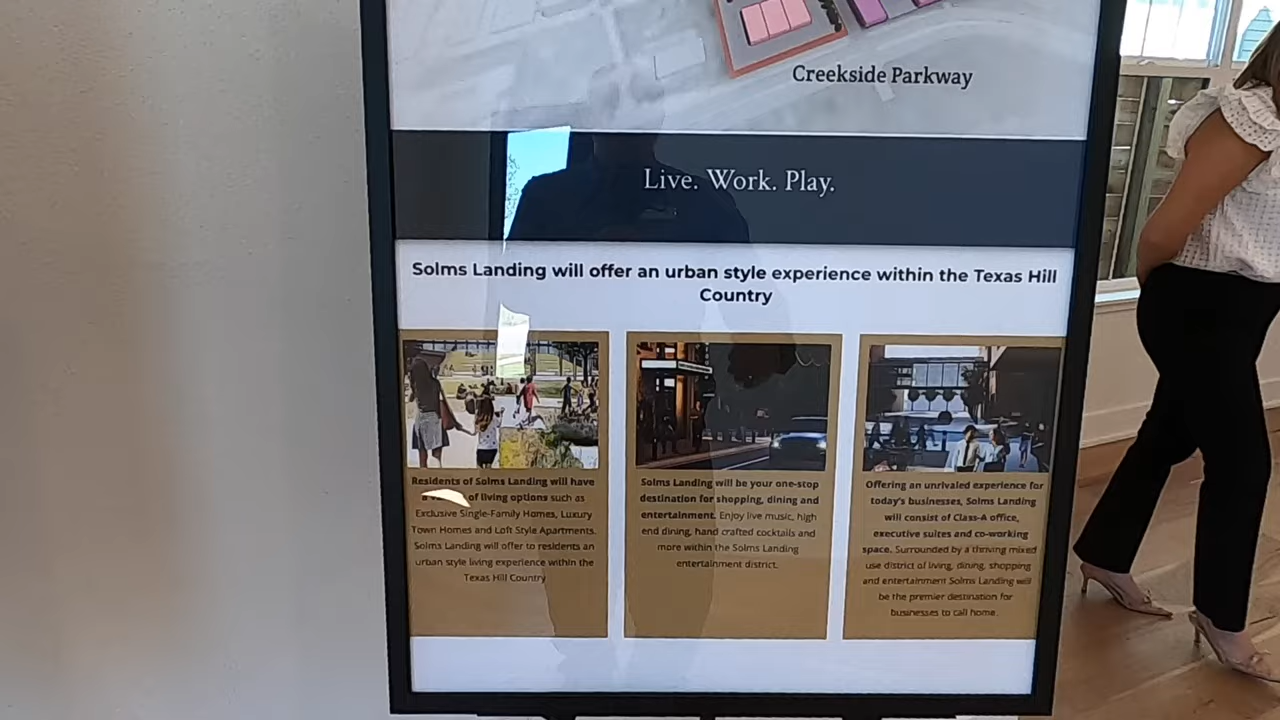 Creekside Parkway
Live. Work. Play.
Solms Landing will offer an urban style experience within the Texas Hill
Country
Residents of Solms Landing will have
a of living options such as
Exclusive Single-Family Homes, Luxury
Town Homes and Loft Style Apartments.
Solms Landing will offer to residents an
urban style living experience within the
Texas Hill Country
Solms Landing will be your one-stop
destination for shopping, dining and
entertainment. Enjoy live music, high
end dining, hand crafted cocktails and
more within the Solms Landing
entertainment district.
Offering an unrivaled experience for
today's businesses, Solms Landing
will consist of Class-A office,
executive suites and co-working
space. Surrounded by a thriving mixed
use district of living, dining, shopping
and entertainment Solms Landing will
be the premier destination for
businesses to call home.